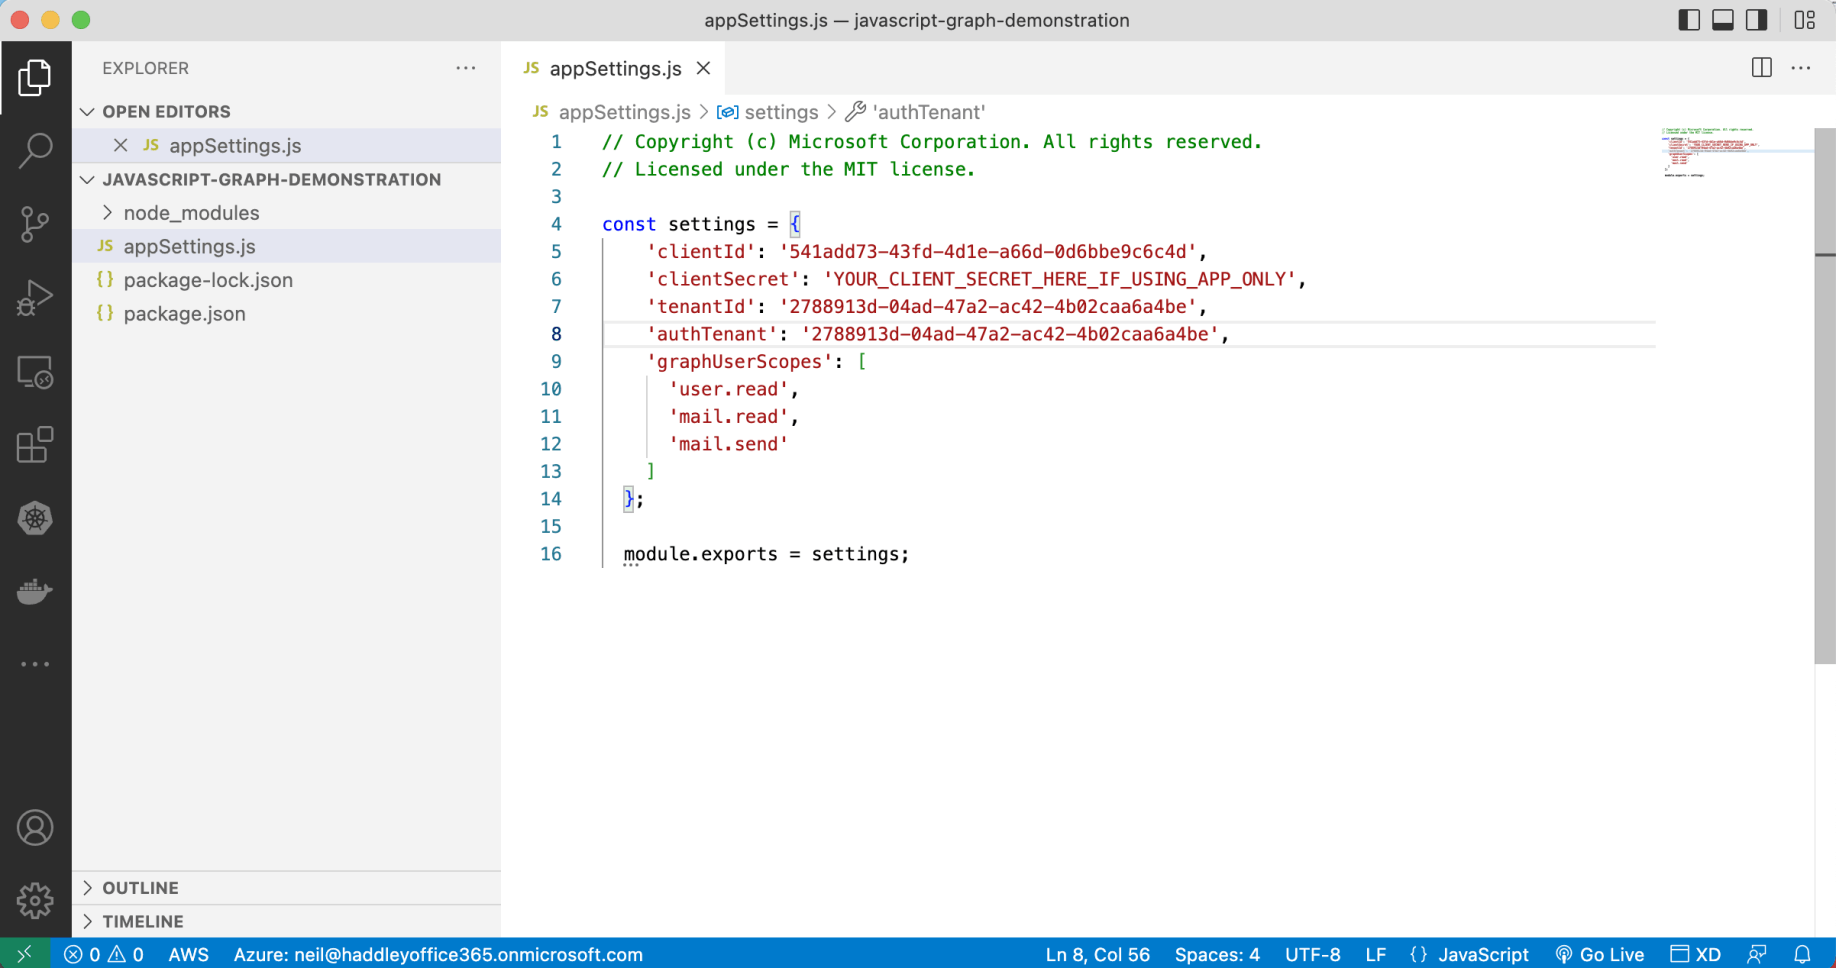 appSettings.js — javascript-graph-demonstration
EXPLORER
OPEN EDITORS
JS appSettings.js
JAVASCRIPT-GRAPH-DEMONSTRATION
node_modules
JS appSettings.js
{} package-lock.json
{} package.json
OUTLINE
TIMELINE
JS appSettings.js
JS appSettings.js > settings > 'authTenant'
1 // Copyright (c) Microsoft Corporation. All rights reserved.
2 // Licensed under the MIT license.
3
4 const settings = {
5 'clientId': '541add73-43fd-4d1e-a66d-0d6bbe9c6c4d',
6 'clientSecret': 'YOUR_CLIENT_SECRET_HERE_IF_USING_APP_ONLY',
7 'tenantId': '2788913d-04ad-47a2-ac42-4b02caa6a4be',
8 'authTenant': '2788913d-04ad-47a2-ac42-4b02caa6a4be',
9 'graphUserScopes': [
10 'user.read',
11 'mail.read',
12 'mail.send'
13 ]
14 };
15
16 module.exports = settings;
0 0 AWS Azure: neil@haddleyoffice365.onmicrosoft.com Ln 8, Col 56 Spaces: 4 UTF-8 LF {} JavaScript Go Live XD